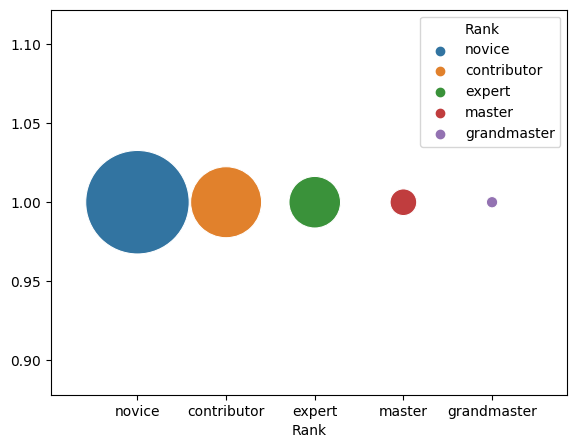 Rank
novice
contributor
expert
master
grandmaster
1.10
1.05
1.00
0.95
0.90
novice contributor expert master grandmaster
Rank